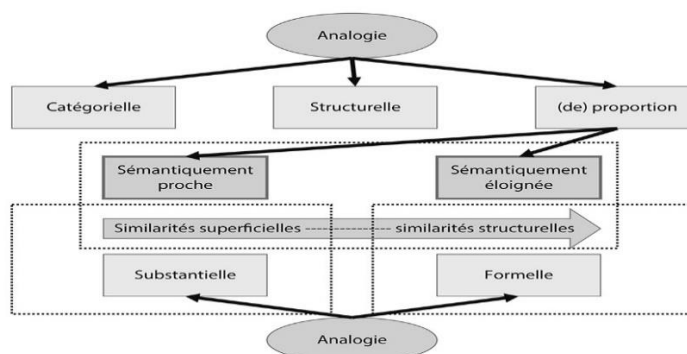 Analogie
Catégorielle
Structurelle
(de) proportion
Sémantiquement
proche
Sémantiquement
éloignée
Similarités superficielles ------------ similarités structurelles
Substantielle
Formelle
Analogie